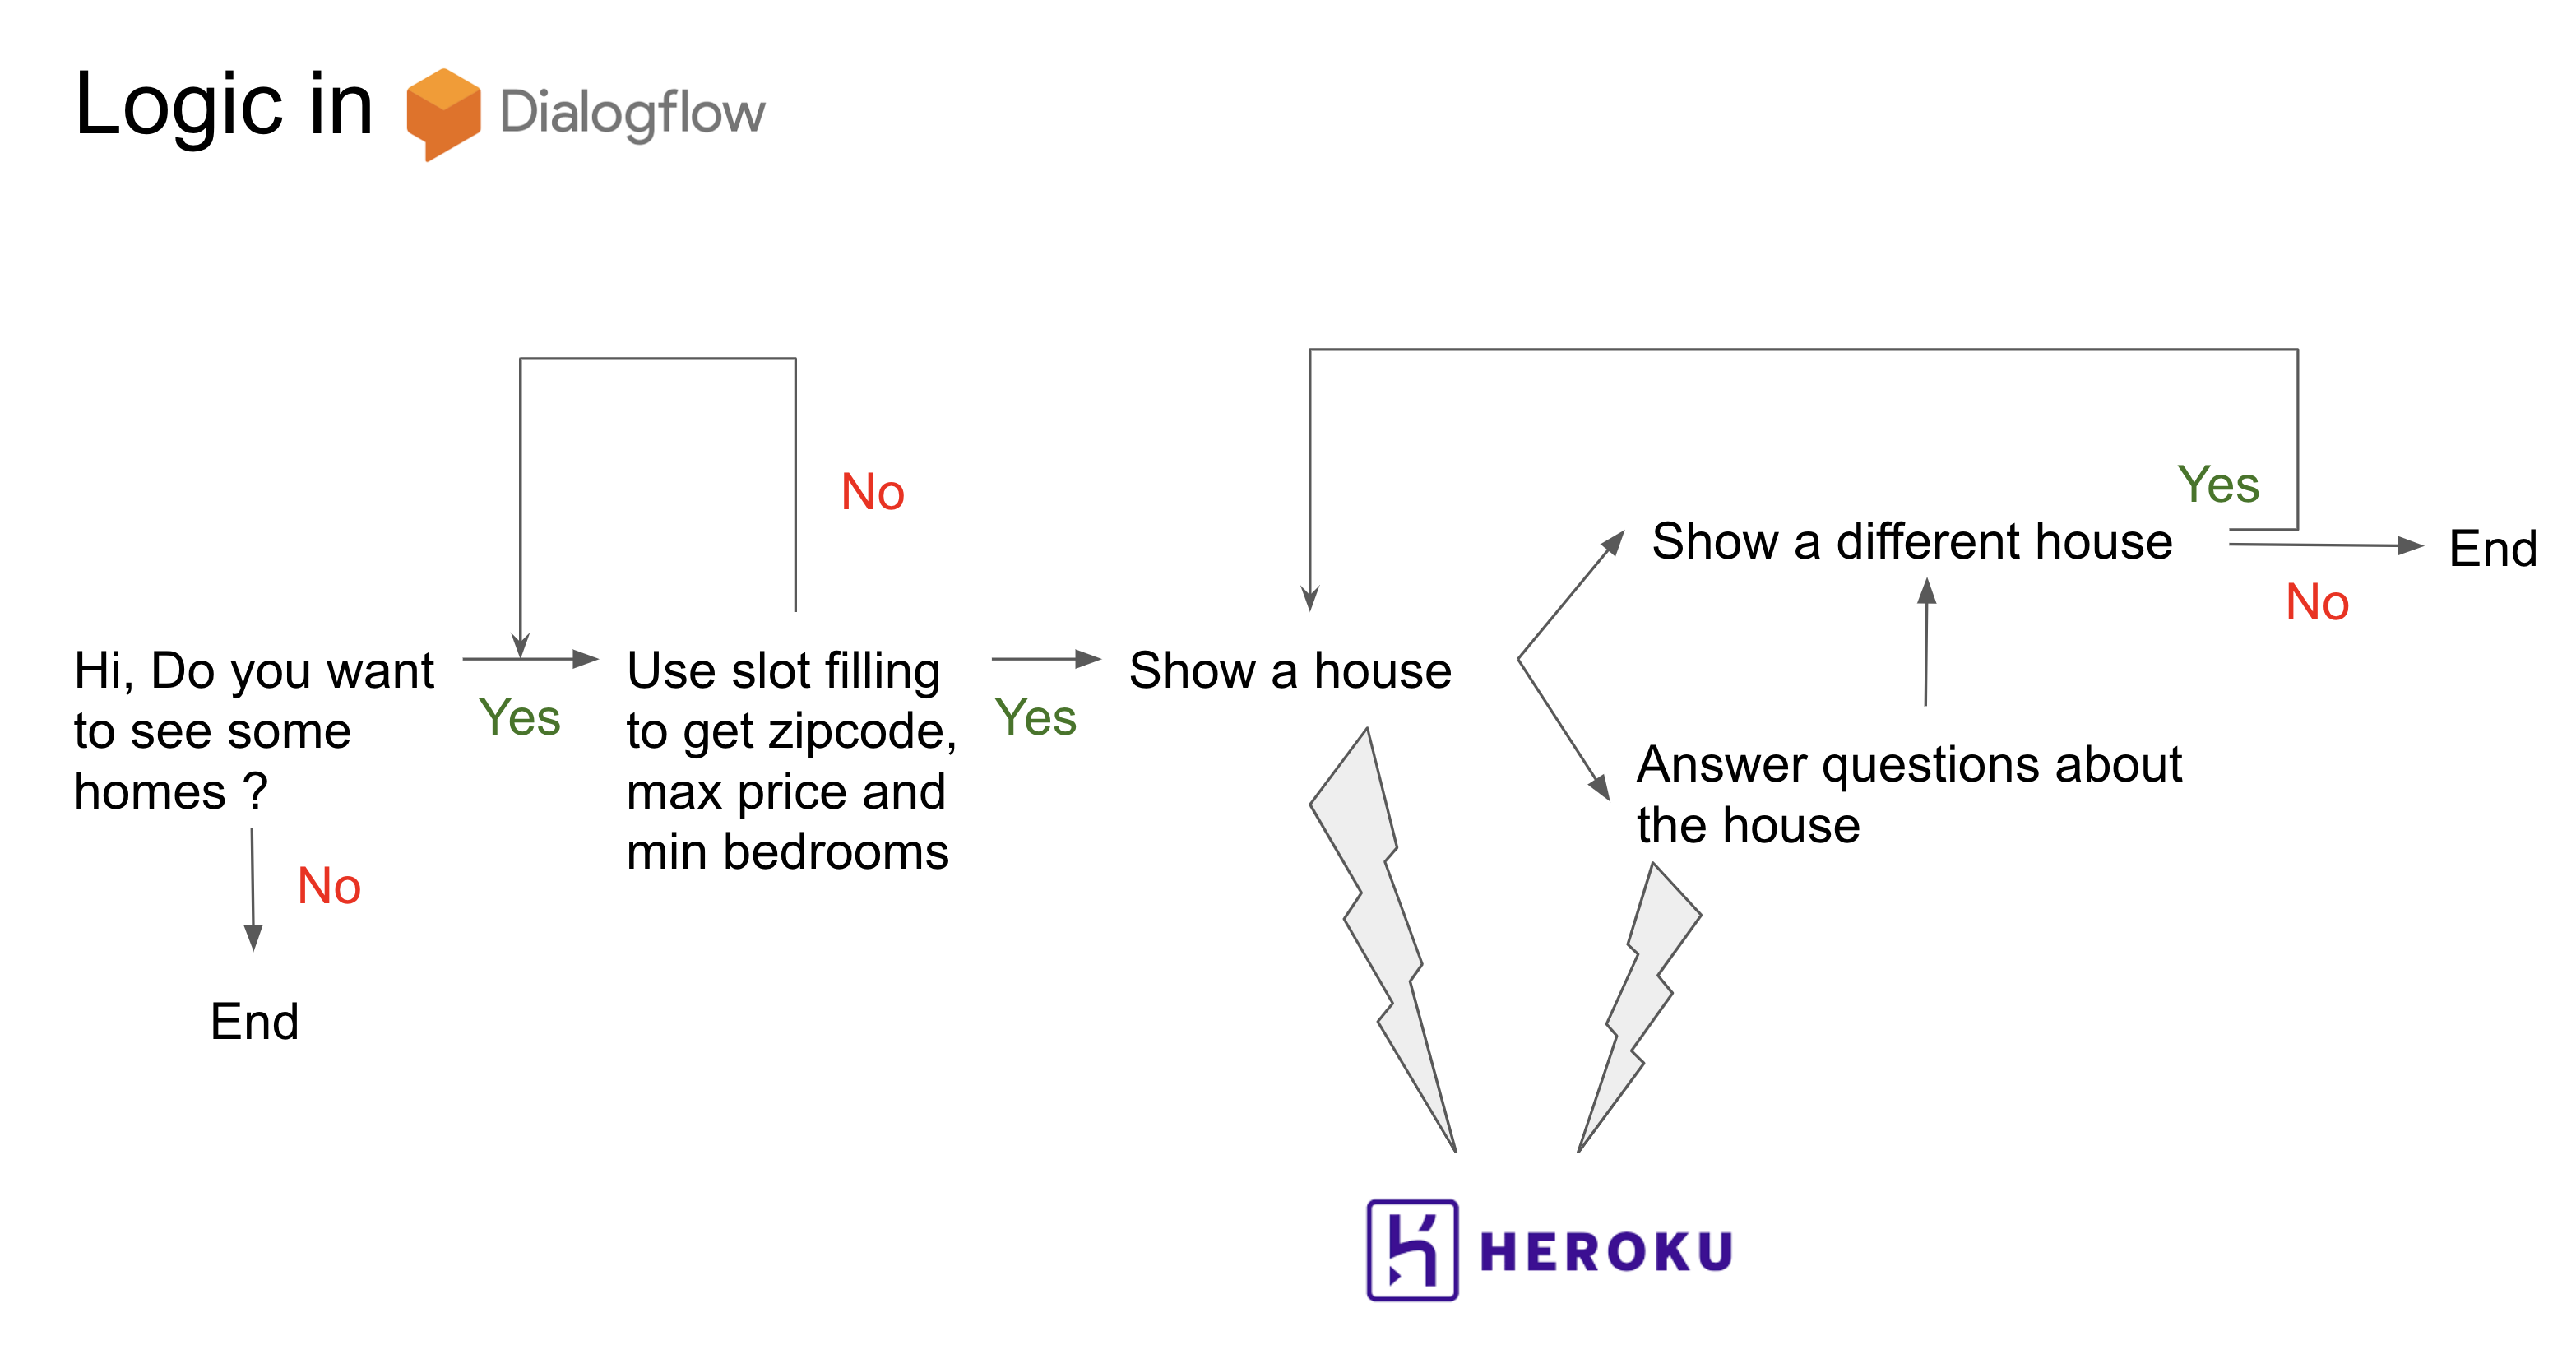 Logic in Dialogflow
No
Yes
Show a different house
End
No
Hi, Do you want
to see some
homes ?
Yes
Use slot filling
to get zipcode,
max price and
min bedrooms
Yes
Show a house
Answer questions about
the house
No
End
HEROKU